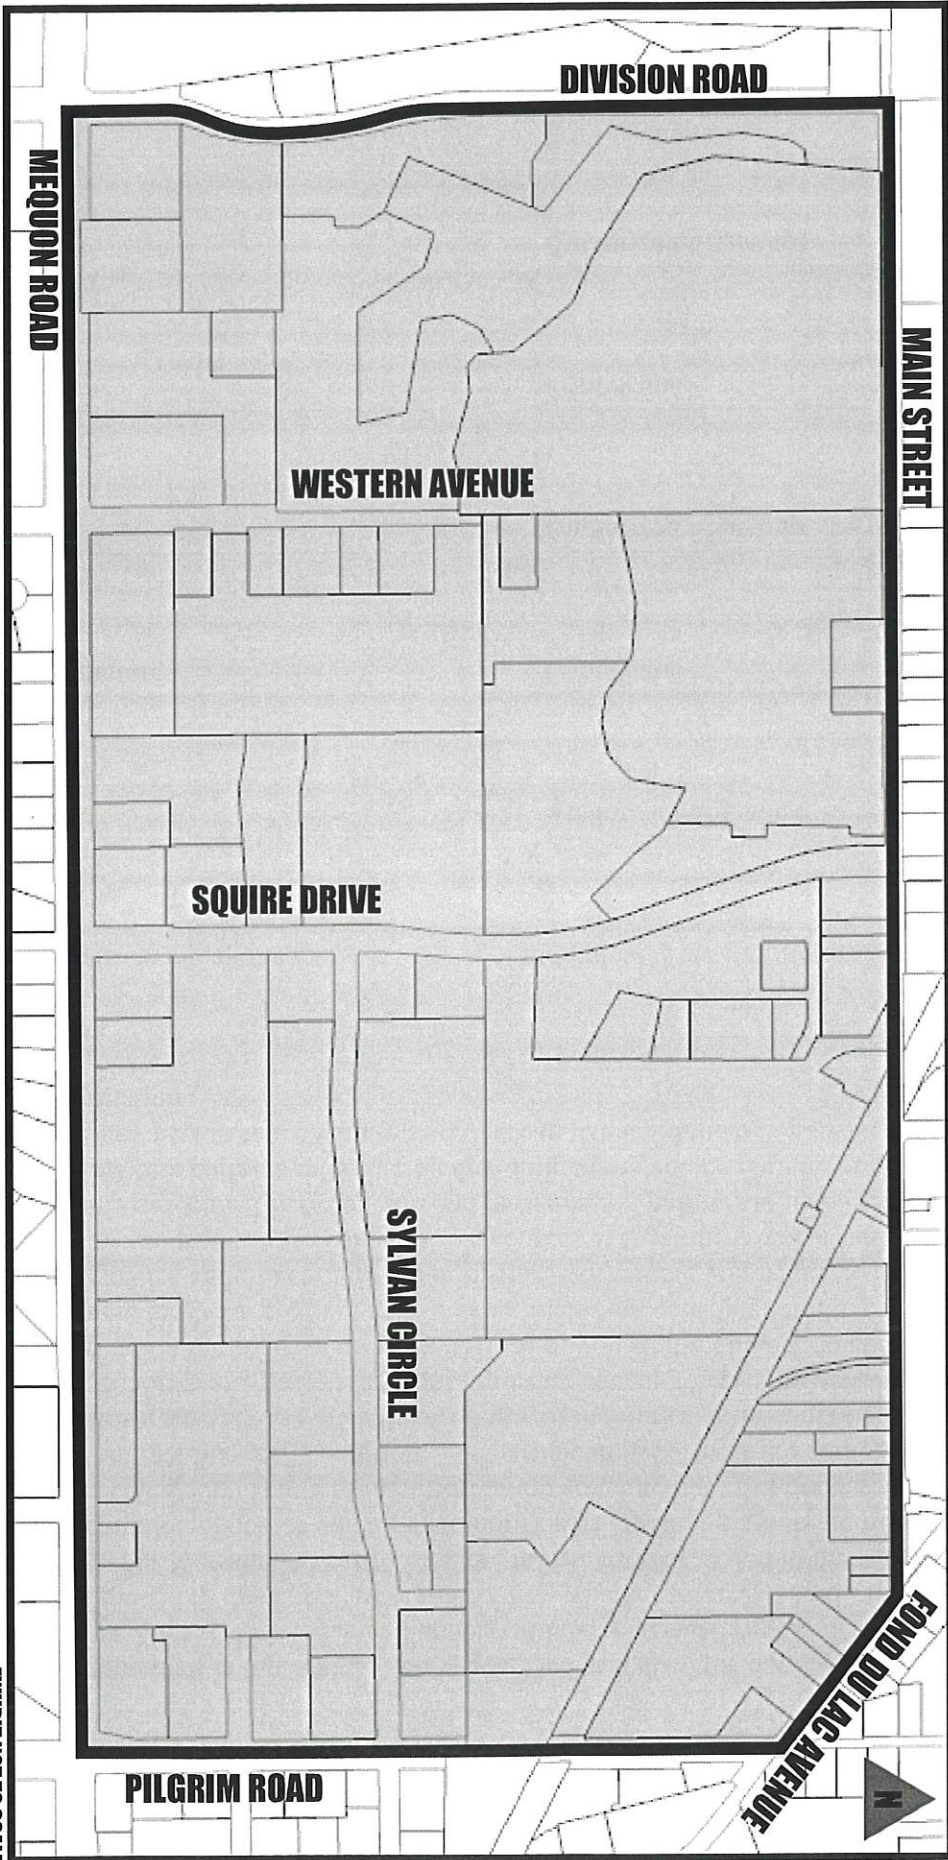 DIVISION ROAD
MEQUON ROAD
MAIN STREET
WESTERN AVENUE
SQUIRE DRIVE
SYLVAN CIRCLE
FOND DU LAC AVENUE
PILGRIM ROAD
N